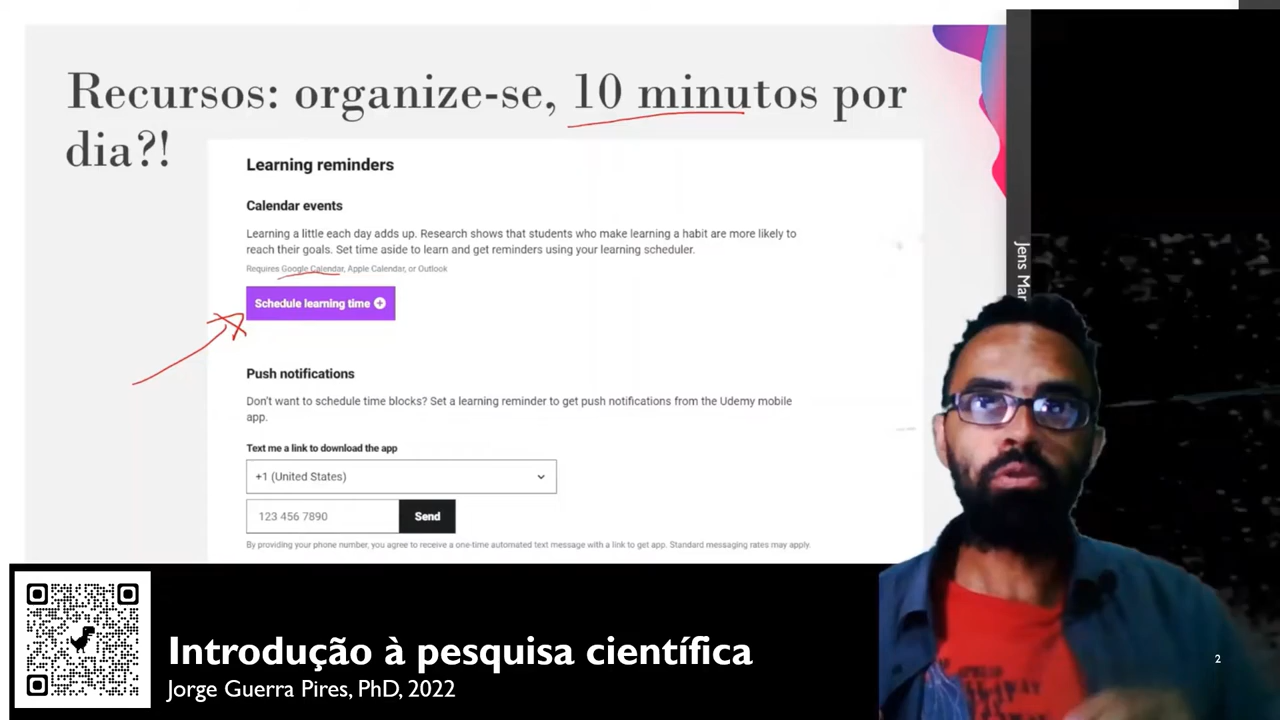 Recursos: organize-se, 10 minutos por
dia?!
Learning reminders
Calendar events
Learning a little each day adds up. Research shows that students who make learning a habit are more likely to
reach their goals. Set time aside to learn and get reminders using your learning scheduler.
Requires Google Calendar, Apple Calendar, or Outlook
Schedule learning time
Push notifications
Don't want to schedule time blocks? Set a learning reminder to get push notifications from the Udemy mobile
app.
Text me a link to download the app
+1 (United States)
123 456 7890
Send
By providing your phone number, you agree to receive a one-time automated text message with a link to get app. Standard messaging rates may apply.
Jens Mar
2
Introdução à pesquisa científica
Jorge Guerra Pires, PhD, 2022